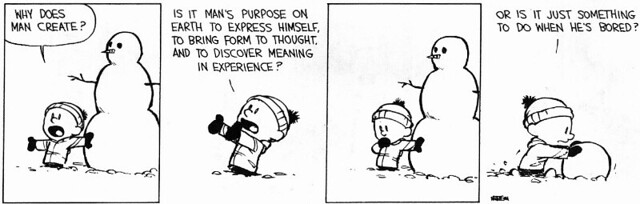 WHY DOES
MAN CREATE?
IS IT MAN'S PURPOSE ON
EARTH TO EXPRESS HIMSELF,
TO BRING FORM TO THOUGHT,
AND TO DISCOVER MEANING
IN EXPERIENCE?
OR IS IT JUST SOMETHING
TO DO WHEN HE'S BORED?